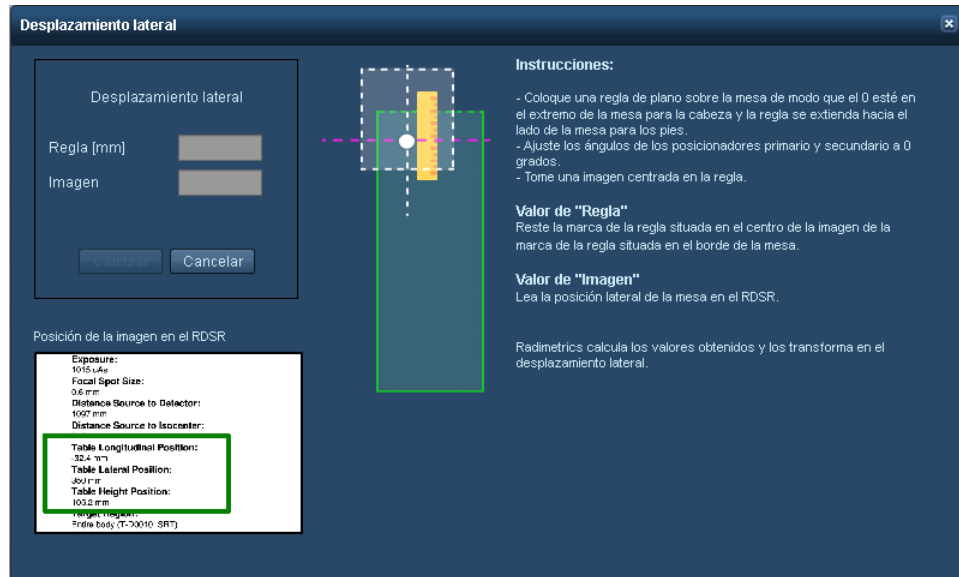 Desplazamiento lateral
Desplazamiento lateral
Regla [mm]
Imagen
Calcular
Cancelar
Posición de la imagen en el RDSR
Exposure:
1015 uAs
Focal Spot Size:
0.6 mm
Distance Source to Detector:
1097 mm
Distance Source to Isocenter:
Table Longitudinal Position:
-32.4 mm
Table Lateral Position:
mm
Table Height Position:
mm
Target Region:
Entire body
Instrucciones:
- Coloque una regla de plano sobre la mesa de modo que el 0 esté en
el extremo de la mesa para la cabeza y la regla se extienda hacia el
lado de la mesa para los pies.
- Ajuste los ángulos de los posicionadores primario y secundario a 0
grados.
- Tome una imagen centrada en la regla.
Valor de "Regla"
Reste la marca de la regla situada en el centro de la imagen de la
marca de la regla situada en el borde de la mesa.
Valor de "Imagen"
Lea la posición lateral de la mesa en el RDSR.
Radimetrics calcula los valores obtenidos y los transforma en el
desplazamiento lateral.